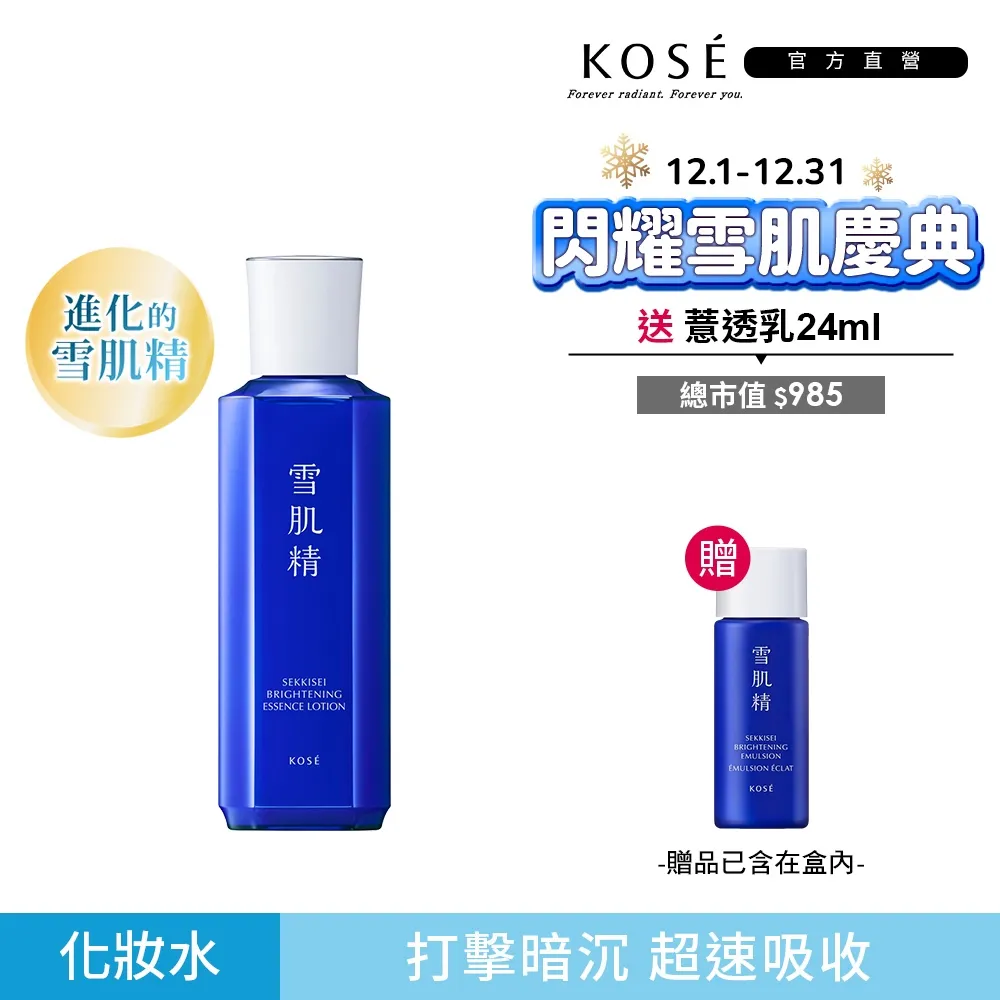 KOSÉ 官方直營
Forever radiant. Forever you.
12.1-12.31
閃耀雪肌慶典
送 薏透乳24ml
總市值 $985
進化的
雪肌精
雪肌精
SEKKISEI
BRIGHTENING
ESSENCE LOTION
KOSÉ
贈
雪肌精
SEKKISEI
BRIGHTENING
EMULSION
ÉMULSION ÉCLAT
KOSÉ
-贈品已含在盒內-
化妝水
打擊暗沉 超速吸收